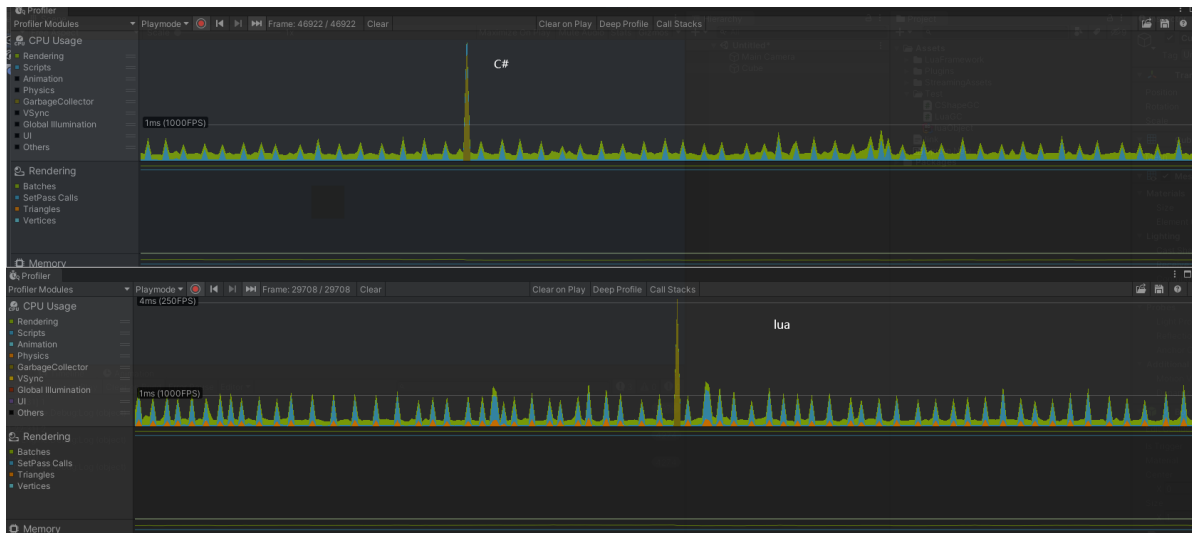 Profiler
Profiler Modules Playmode Frame: 46922 / 46922 Clear Clear on Play Deep Profile Call Stacks
CPU Usage
Rendering
Scripts
Animation
Physics
GarbageCollector
VSync
Global Illumination
UI
Others
1ms (1000FPS)
C#
Rendering
Batches
SetPass Calls
Triangles
Vertices
Memory
Profiler
Profiler Modules Playmode Frame: 29708 / 29708 Clear Clear on Play Deep Profile Call Stacks
CPU Usage
Rendering
Scripts
Animation
Physics
GarbageCollector
VSync
Global Illumination
UI
Others
4ms (250FPS)
1ms (1000FPS)
lua
Rendering
Batches
SetPass Calls
Triangles
Vertices
Memory